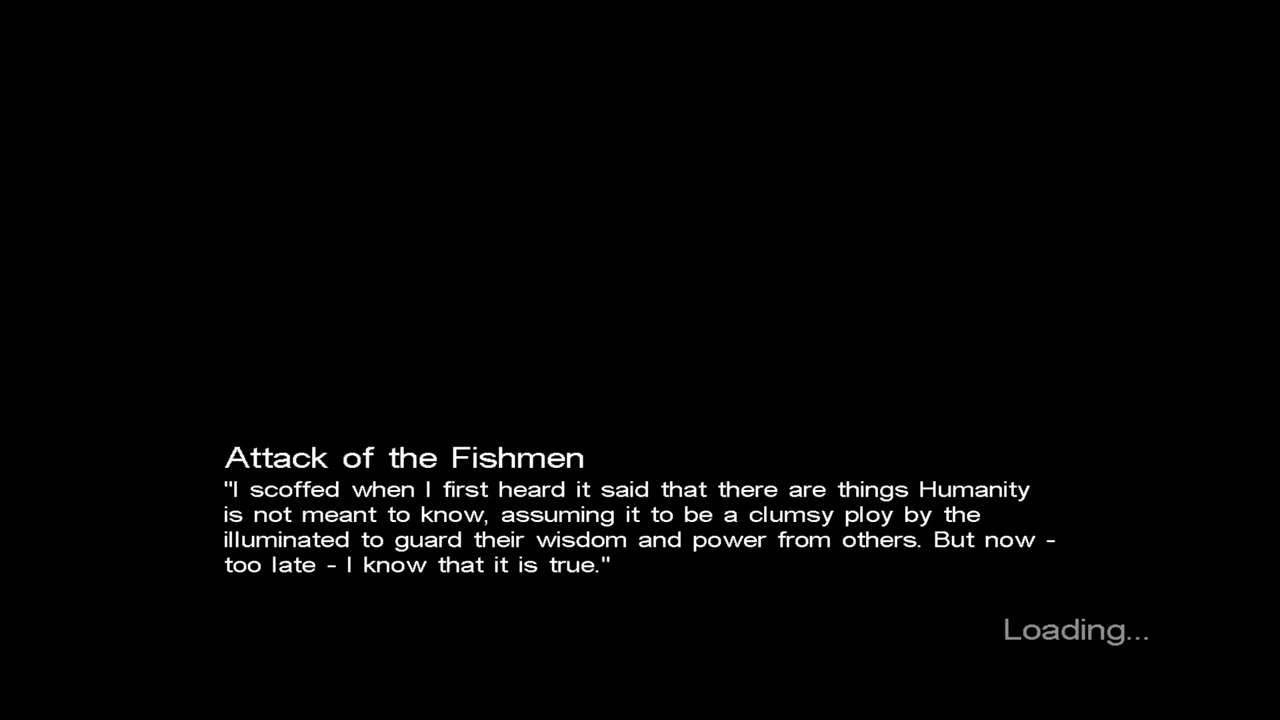 Attack of the Fishmen
"I scoffed when I first heard it said that there are things Humanity
is not meant to know, assuming it to be a clumsy ploy by the
illuminated to guard their wisdom and power from others. But now -
too late - I know that it is true."
Loading...